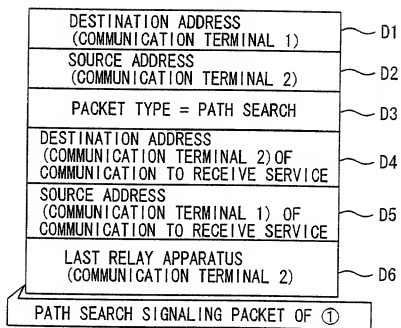 DESTINATION ADDRESS
(COMMUNICATION TERMINAL 1)
D1
SOURCE ADDRESS
(COMMUNICATION TERMINAL 2)
D2
PACKET TYPE = PATH SEARCH
D3
DESTINATION ADDRESS
(COMMUNICATION TERMINAL 2)OF
COMMUNICATION TO RECEIVE SERVICE
D4
SOURCE ADDRESS
(COMMUNICATION TERMINAL 1) OF
COMMUNICATION TO RECEIVE SERVICE
D5
LAST RELAY APPARATUS
(COMMUNICATION TERMINAL 2)
D6
PATH SEARCH SIGNALING PACKET OF ①